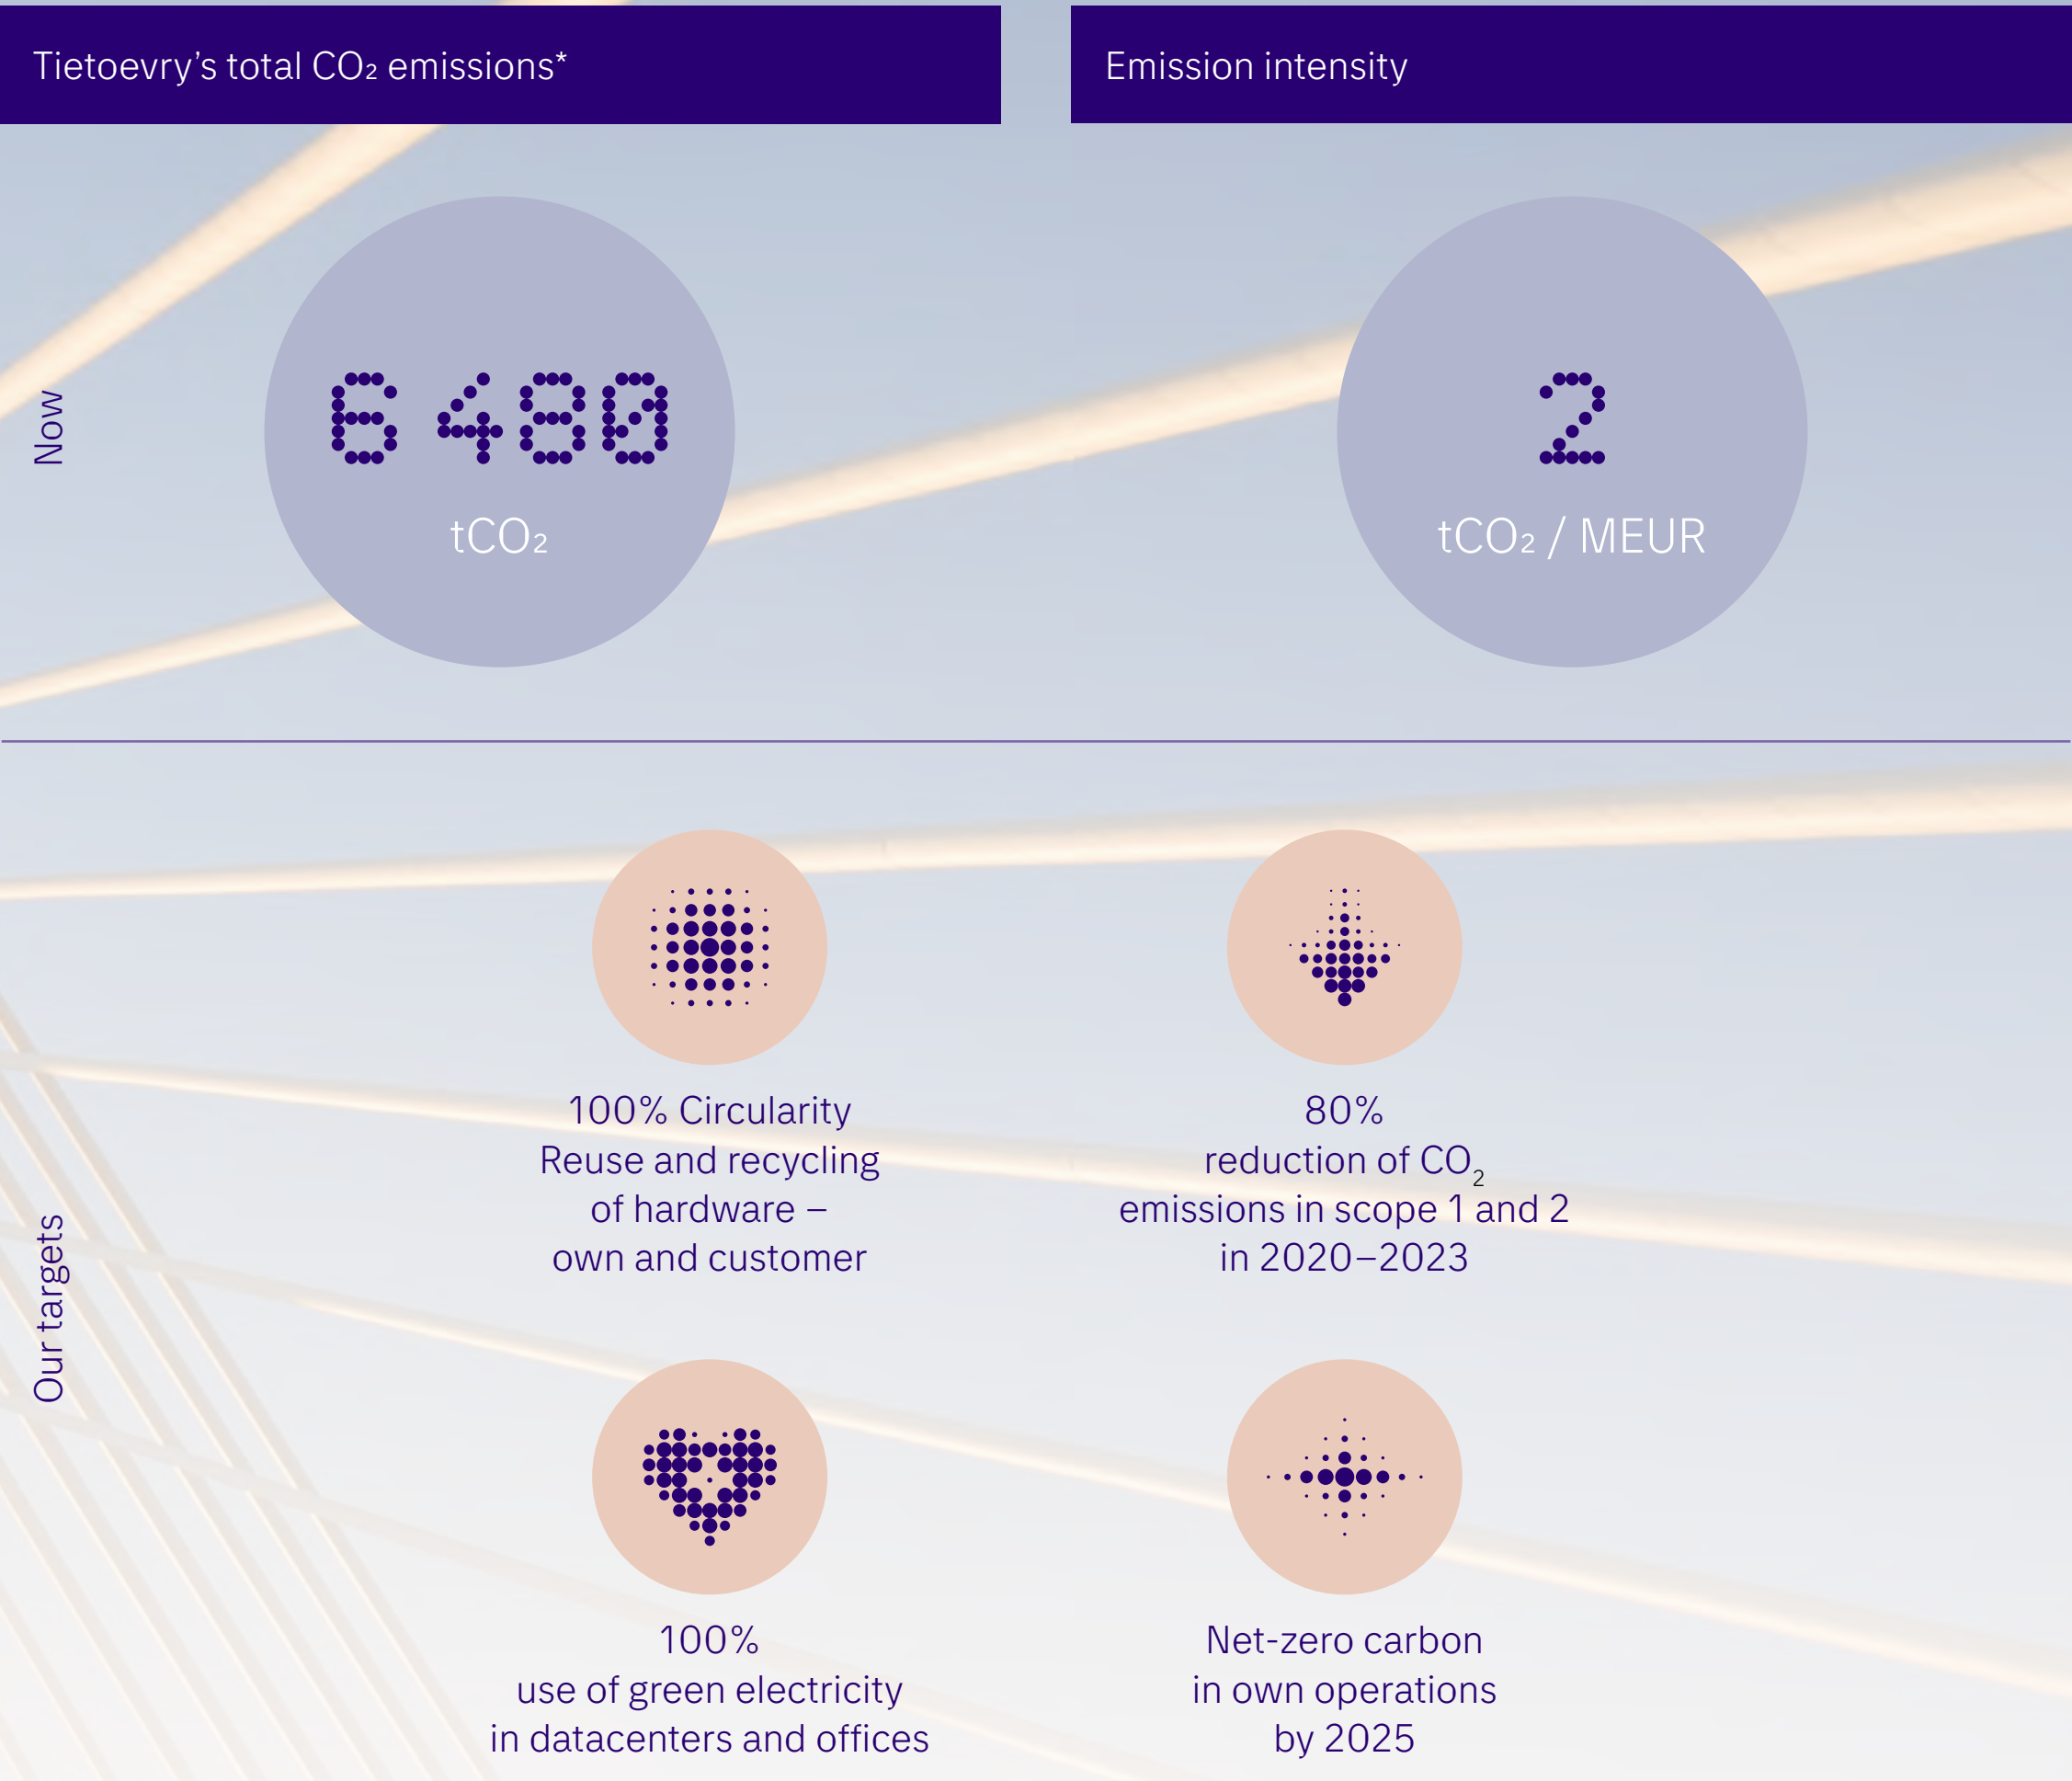 Tietoevry’s total CO₂ emissions*
Emission intensity
Now
6 480
tCO₂
2
tCO₂ / MEUR
Our targets
100% Circularity
Reuse and recycling
of hardware –
own and customer
80%
reduction of CO₂
emissions in scope 1 and 2
in 2020–2023
100%
use of green electricity
in datacenters and offices
Net-zero carbon
in own operations
by 2025